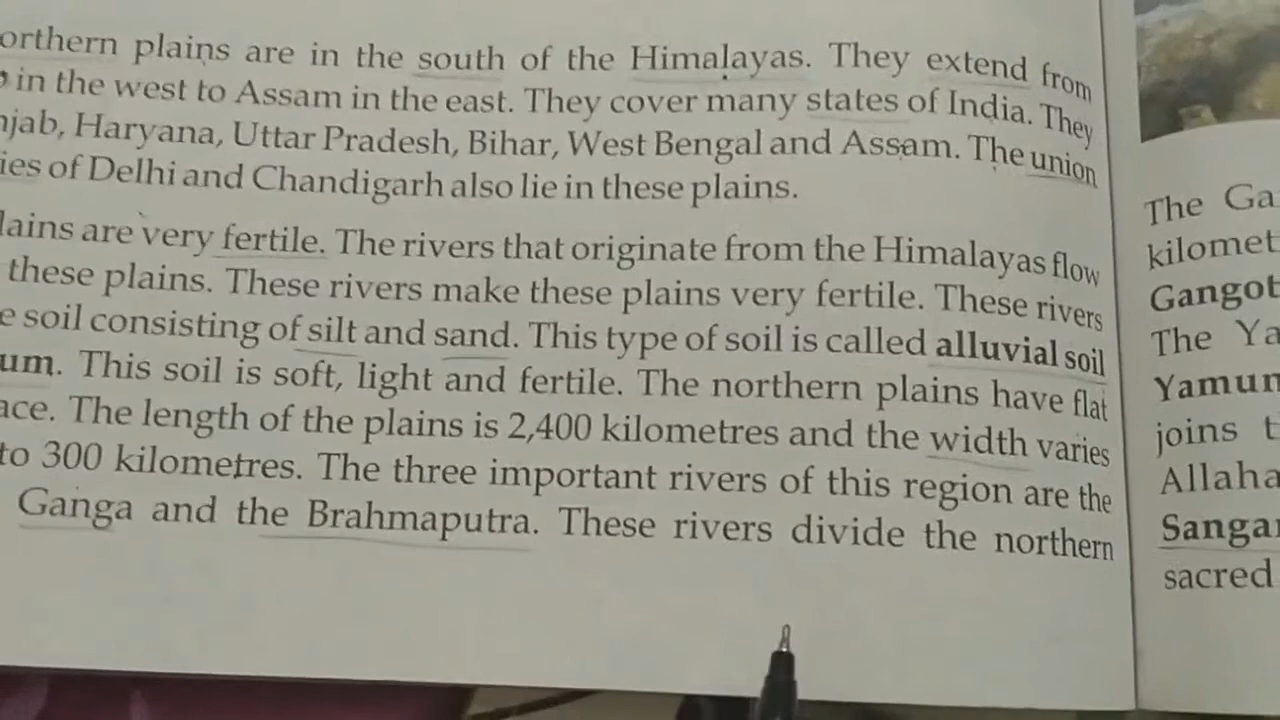 orthern plains are in the south of the Himalayas. They extend from
in the west to Assam in the east. They cover many states of India. They
njab, Haryana, Uttar Pradesh, Bihar, West Bengal and Assam. The union
ies of Delhi and Chandigarh also lie in these plains.
lains are very fertile. The rivers that originate from the Himalayas flow
these plains. These rivers make these plains very fertile. These rivers
e soil consisting of silt and sand. This type of soil is called alluvial soil
um. This soil is soft, light and fertile. The northern plains have flat
ace. The length of the plains is 2,400 kilometres and the width varies
to 300 kilometres. The three important rivers of this region are the
Ganga and the Brahmaputra. These rivers divide the northern
The Ga
kilomet
Gangot
The Ya
Yamun
joins t
Allaha
Sangam
sacred